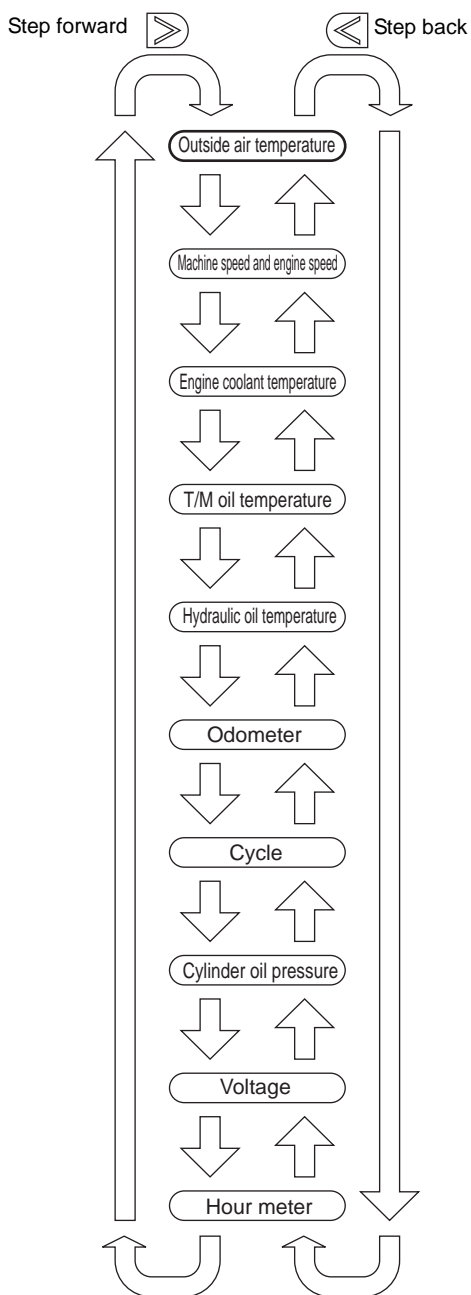 Step forward
Step back
Outside air temperature
Machine speed and engine speed
Engine coolant temperature
T/M oil temperature
Hydraulic oil temperature
Odometer
Cycle
Cylinder oil pressure
Voltage
Hour meter